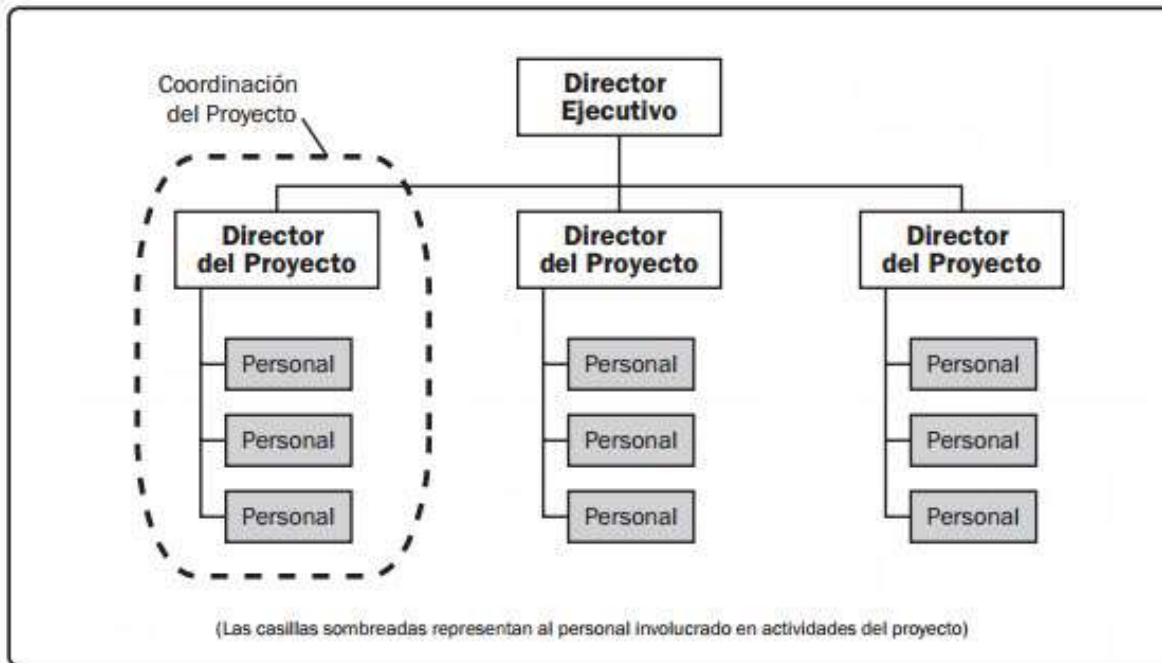 Coordinación
del Proyecto
Director
Ejecutivo
Director
del Proyecto
Director
del Proyecto
Director
del Proyecto
Personal
Personal
Personal
Personal
Personal
Personal
Personal
Personal
Personal
(Las casillas sombreadas representan al personal involucrado en actividades del proyecto)